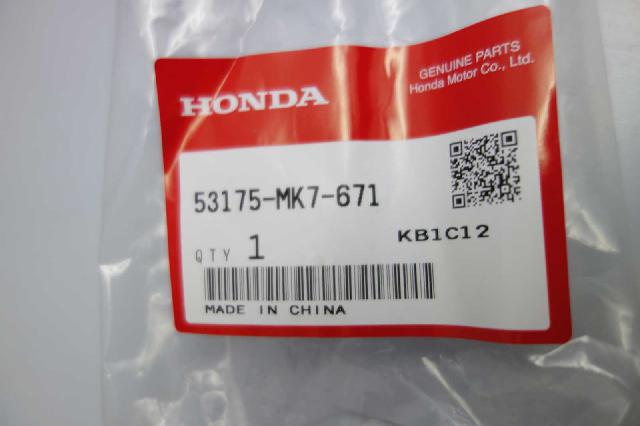 GENUINE PARTS
Honda Motor Co., Ltd.
HONDA
53175-MK7-671
QTY 1
KB1C12
MADE IN CHINA